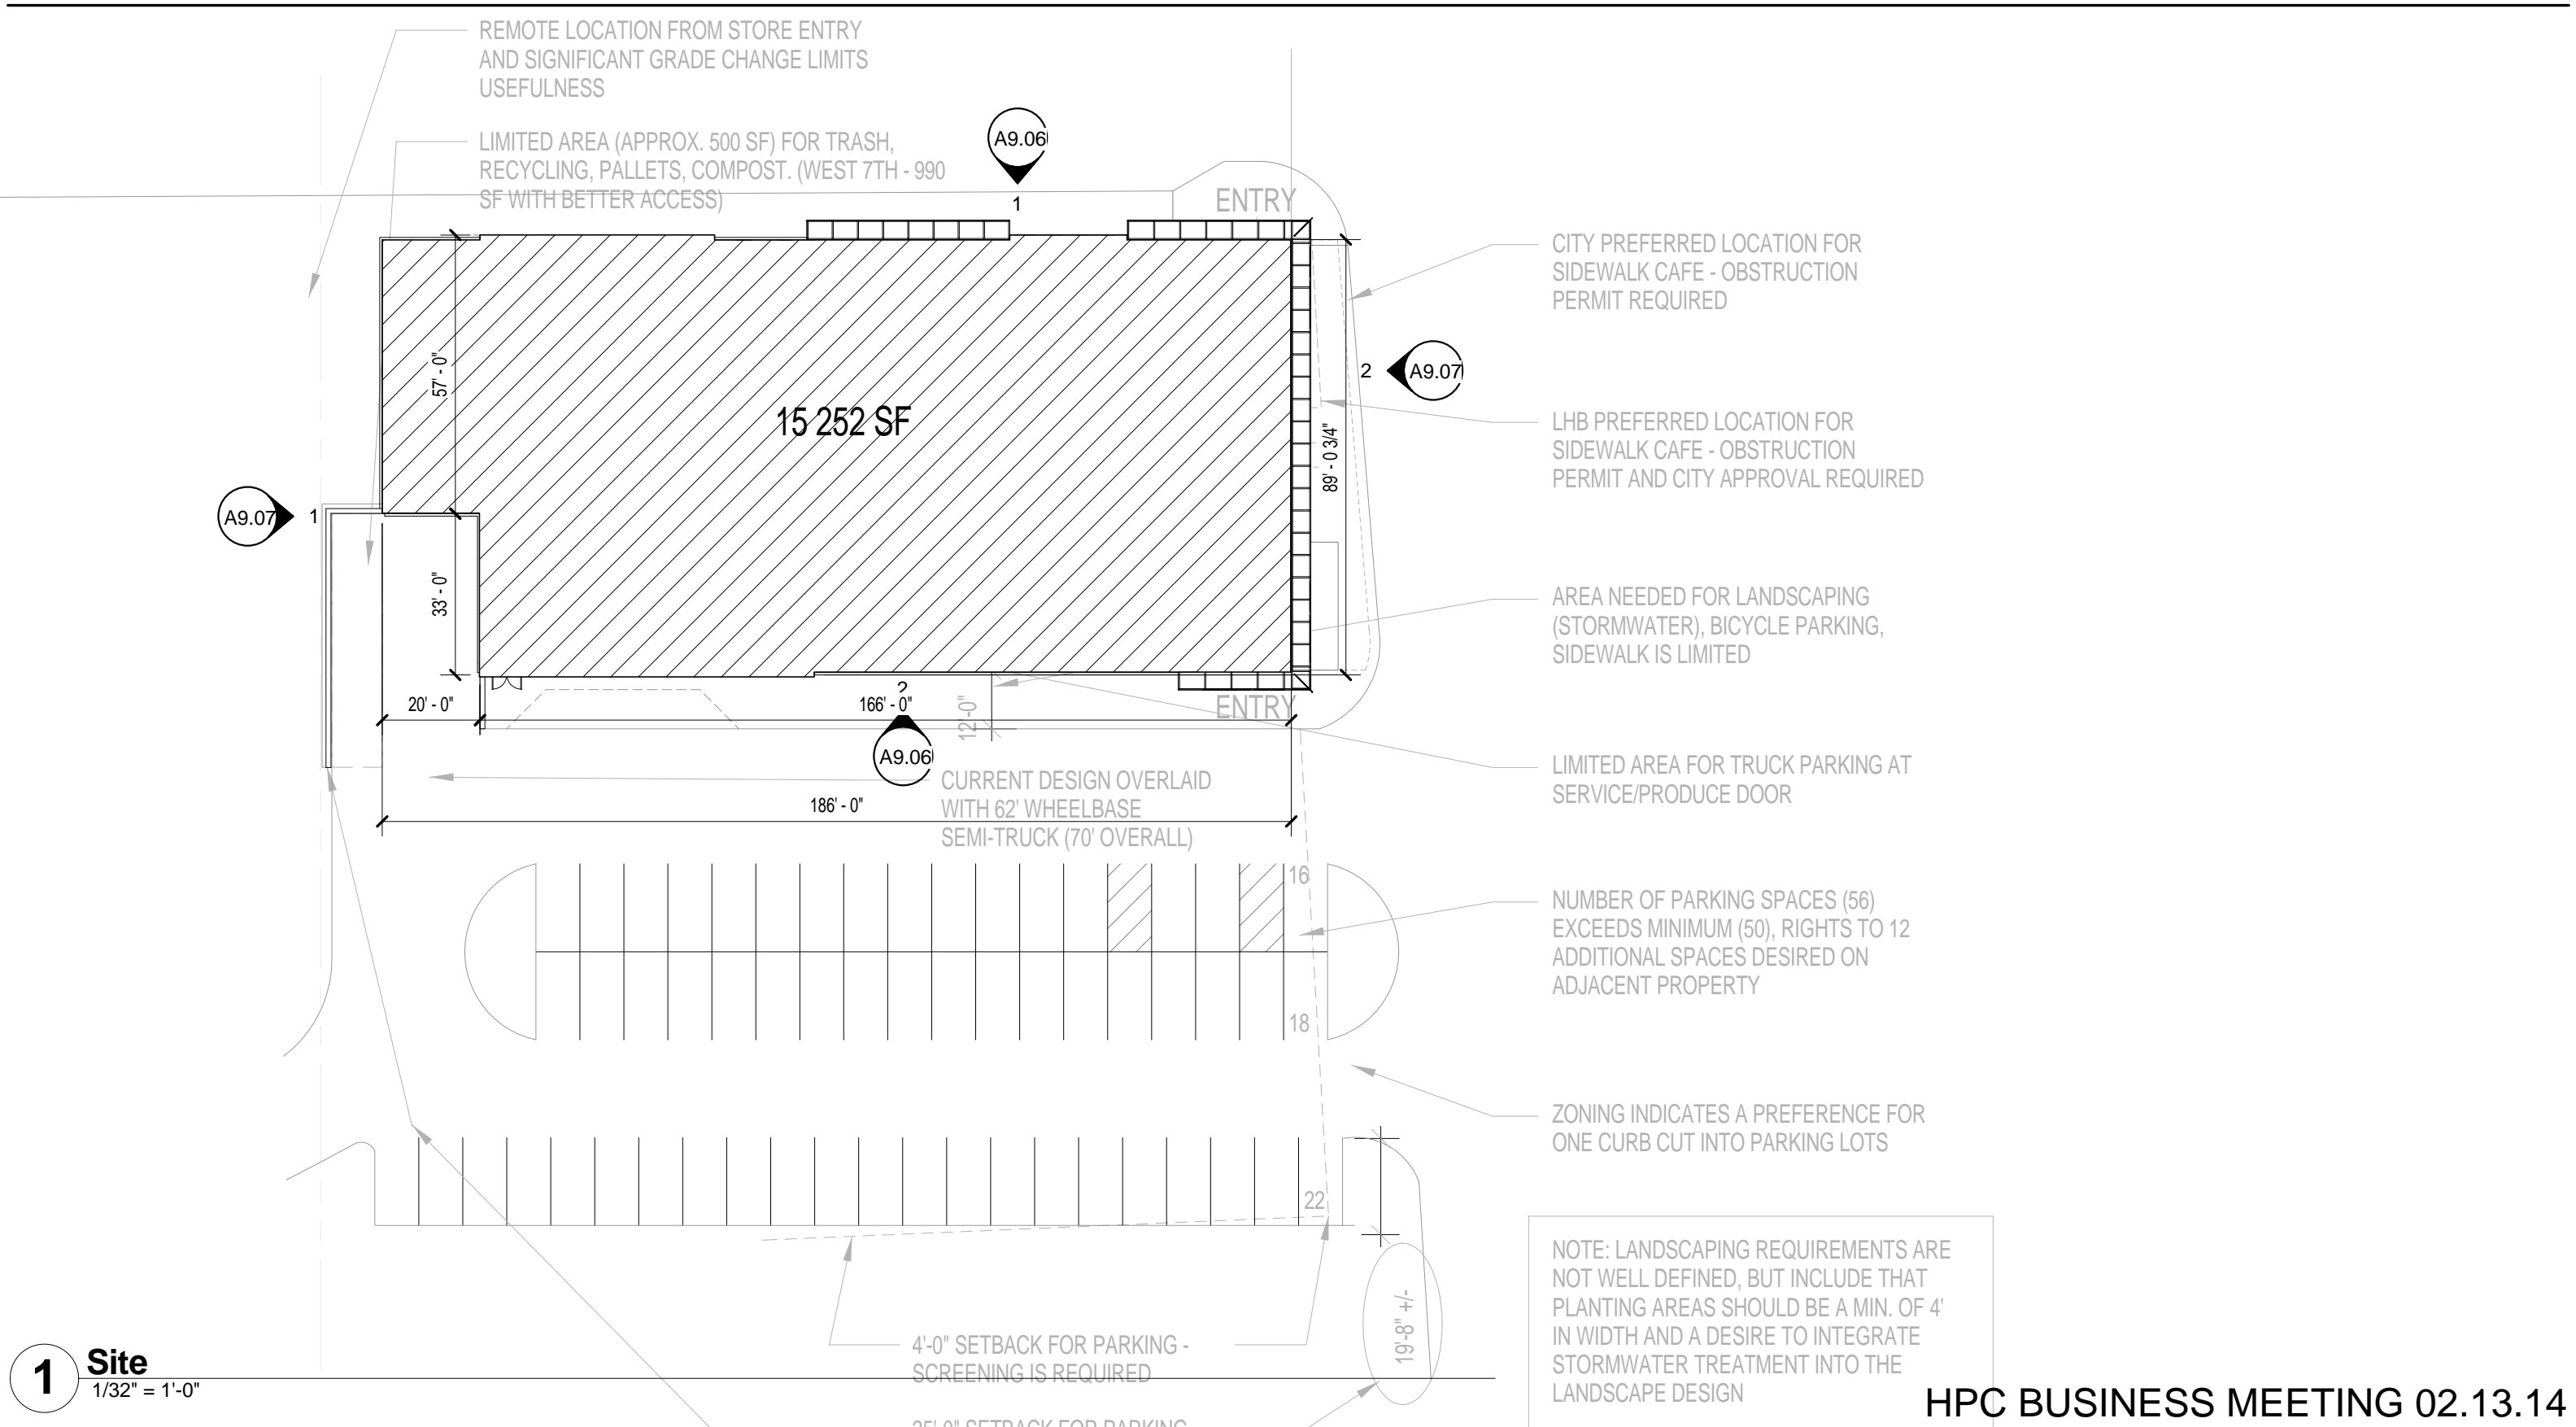 REMOTE LOCATION FROM STORE ENTRY
AND SIGNIFICANT GRADE CHANGE LIMITS
USEFULNESS
LIMITED AREA (APPROX. 500 SF) FOR TRASH,
RECYCLING, PALLETS, COMPOST. (WEST 7TH - 990
SF WITH BETTER ACCESS)
A9.06
1
ENTRY
CITY PREFERRED LOCATION FOR
SIDEWALK CAFE - OBSTRUCTION
PERMIT REQUIRED
57' - 0"
15 252 SF
2
A9.07
89' - 0 3/4"
LHB PREFERRED LOCATION FOR
SIDEWALK CAFE - OBSTRUCTION
PERMIT AND CITY APPROVAL REQUIRED
A9.07
1
33' - 0"
AREA NEEDED FOR LANDSCAPING
(STORMWATER), BICYCLE PARKING,
SIDEWALK IS LIMITED
20' - 0"
2
166' - 0"
12'-0"
ENTRY
A9.06
CURRENT DESIGN OVERLAID
WITH 62' WHEELBASE
SEMI-TRUCK (70' OVERALL)
186' - 0"
LIMITED AREA FOR TRUCK PARKING AT
SERVICE/PRODUCE DOOR
16
NUMBER OF PARKING SPACES (56)
EXCEEDS MINIMUM (50), RIGHTS TO 12
ADDITIONAL SPACES DESIRED ON
ADJACENT PROPERTY
18
ZONING INDICATES A PREFERENCE FOR
ONE CURB CUT INTO PARKING LOTS
22
19'-8" +/-
4'-0" SETBACK FOR PARKING -
SCREENING IS REQUIRED
25'-0" SETBACK FOR PARKING
NOTE: LANDSCAPING REQUIREMENTS ARE
NOT WELL DEFINED, BUT INCLUDE THAT
PLANTING AREAS SHOULD BE A MIN. OF 4'
IN WIDTH AND A DESIRE TO INTEGRATE
STORMWATER TREATMENT INTO THE
LANDSCAPE DESIGN
1
Site
1/32" = 1'-0"
HPC BUSINESS MEETING 02.13.14